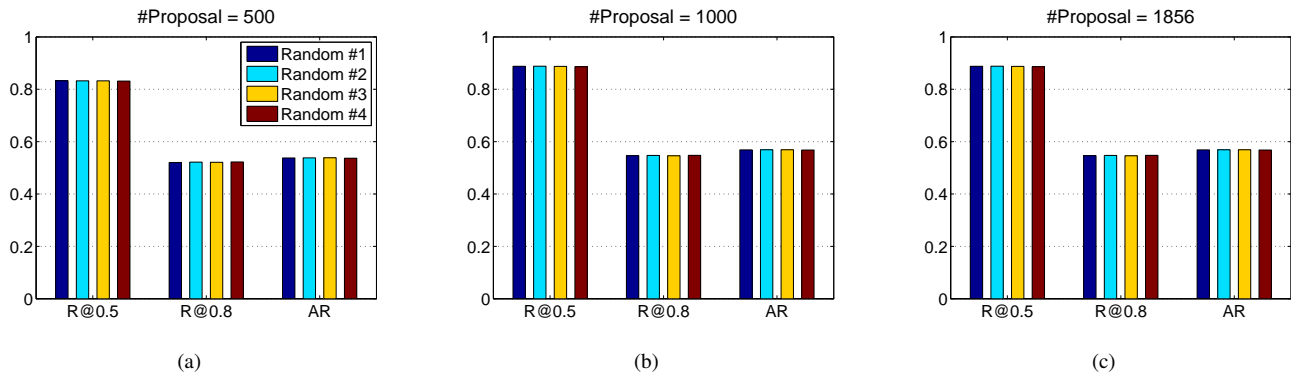 #Proposal = 500
1
0.8
0.6
0.4
0.2
0
R@0.5 R@0.8 AR
Random #1
Random #2
Random #3
Random #4
(a)
#Proposal = 1000
1
0.8
0.6
0.4
0.2
0
R@0.5 R@0.8 AR
(b)
#Proposal = 1856
1
0.8
0.6
0.4
0.2
0
R@0.5 R@0.8 AR
(c)